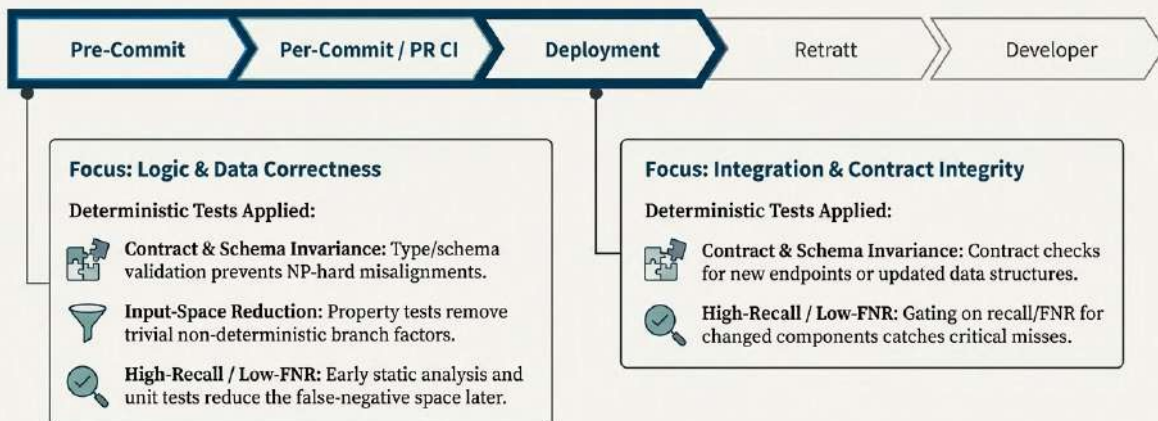 Pre-Commit
Per-Commit / PR CI
Deployment
Retratt
Developer
Focus: Logic & Data Correctness
Deterministic Tests Applied:
Contract & Schema Invariance: Type/schema
validation prevents NP-hard misalignments.
Input-Space Reduction: Property tests remove
trivial non-deterministic branch factors.
High-Recall / Low-FNR: Early static analysis and
unit tests reduce the false-negative space later.
Focus: Integration & Contract Integrity
Deterministic Tests Applied:
Contract & Schema Invariance: Contract checks
for new endpoints or updated data structures.
High-Recall / Low-FNR: Gating on recall/FNR for
changed components catches critical misses.